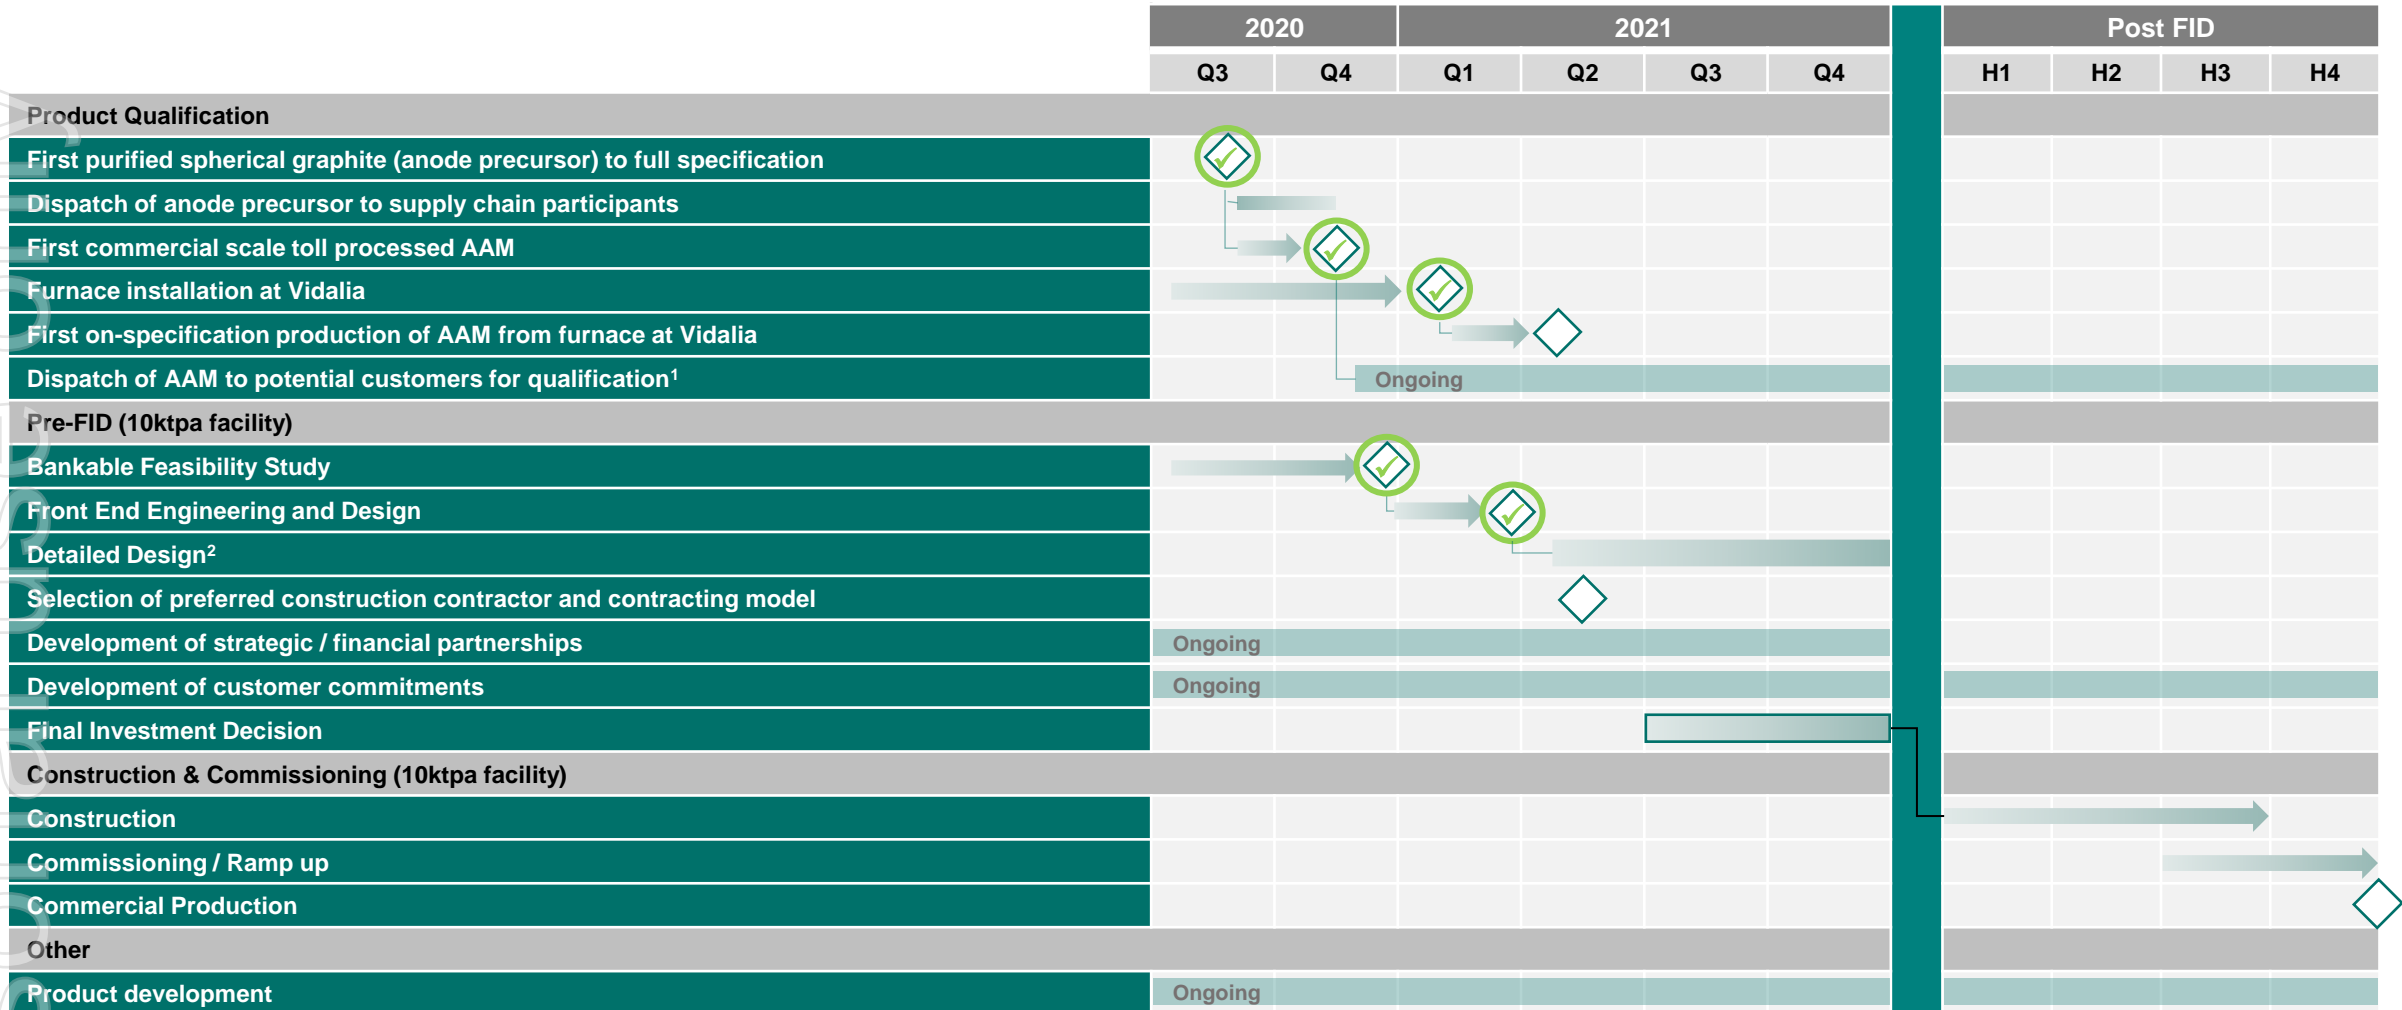 2020 2021 Post FID
Q3 Q4 Q1 Q2 Q3 Q4 H1 H2 H3 H4
Product Qualification
First purified spherical graphite (anode precursor) to full specification
Dispatch of anode precursor to supply chain participants
First commercial scale toll processed AAM
Furnace installation at Vidalia
First on-specification production of AAM from furnace at Vidalia
Dispatch of AAM to potential customers for qualification¹ Ongoing
Pre-FID (10ktpa facility)
Bankable Feasibility Study
Front End Engineering and Design
Detailed Design²
Selection of preferred construction contractor and contracting model
Development of strategic / financial partnerships Ongoing
Development of customer commitments Ongoing
Final Investment Decision
Construction & Commissioning (10ktpa facility)
Construction
Commissioning / Ramp up
Commercial Production
Other
Product development Ongoing